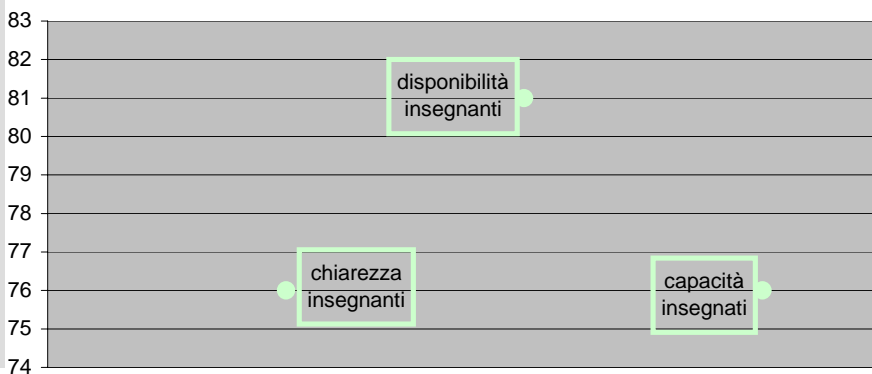 83
82
81
80
79
78
77
76
75
74
disponibilità
insegnanti
chiarezza
insegnanti
capacità
insegnati